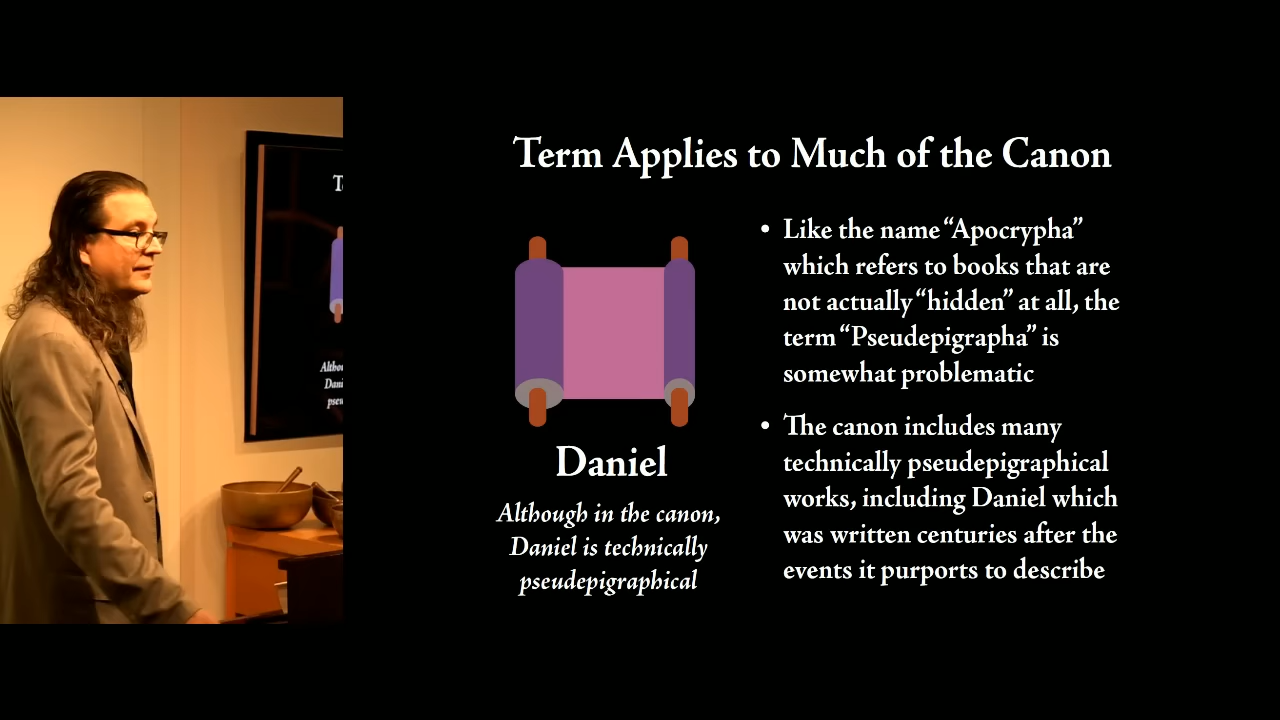 Term Applies to Much of the Canon
• Like the name “Apocrypha”
which refers to books that are
not actually “hidden” at all, the
term “Pseudepigrapha” is
somewhat problematic
• The canon includes many
technically pseudepigraphical
works, including Daniel which
was written centuries after the
events it purports to describe
Daniel
Although in the canon,
Daniel is technically
pseudepigraphical